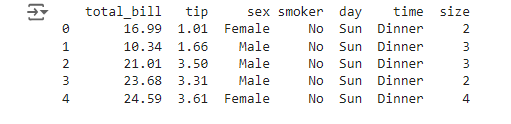 total_bill tip sex smoker day time size
0 16.99 1.01 Female No Sun Dinner 2
1 10.34 1.66 Male No Sun Dinner 3
2 21.01 3.50 Male No Sun Dinner 3
3 23.68 3.31 Male No Sun Dinner 2
4 24.59 3.61 Female No Sun Dinner 4